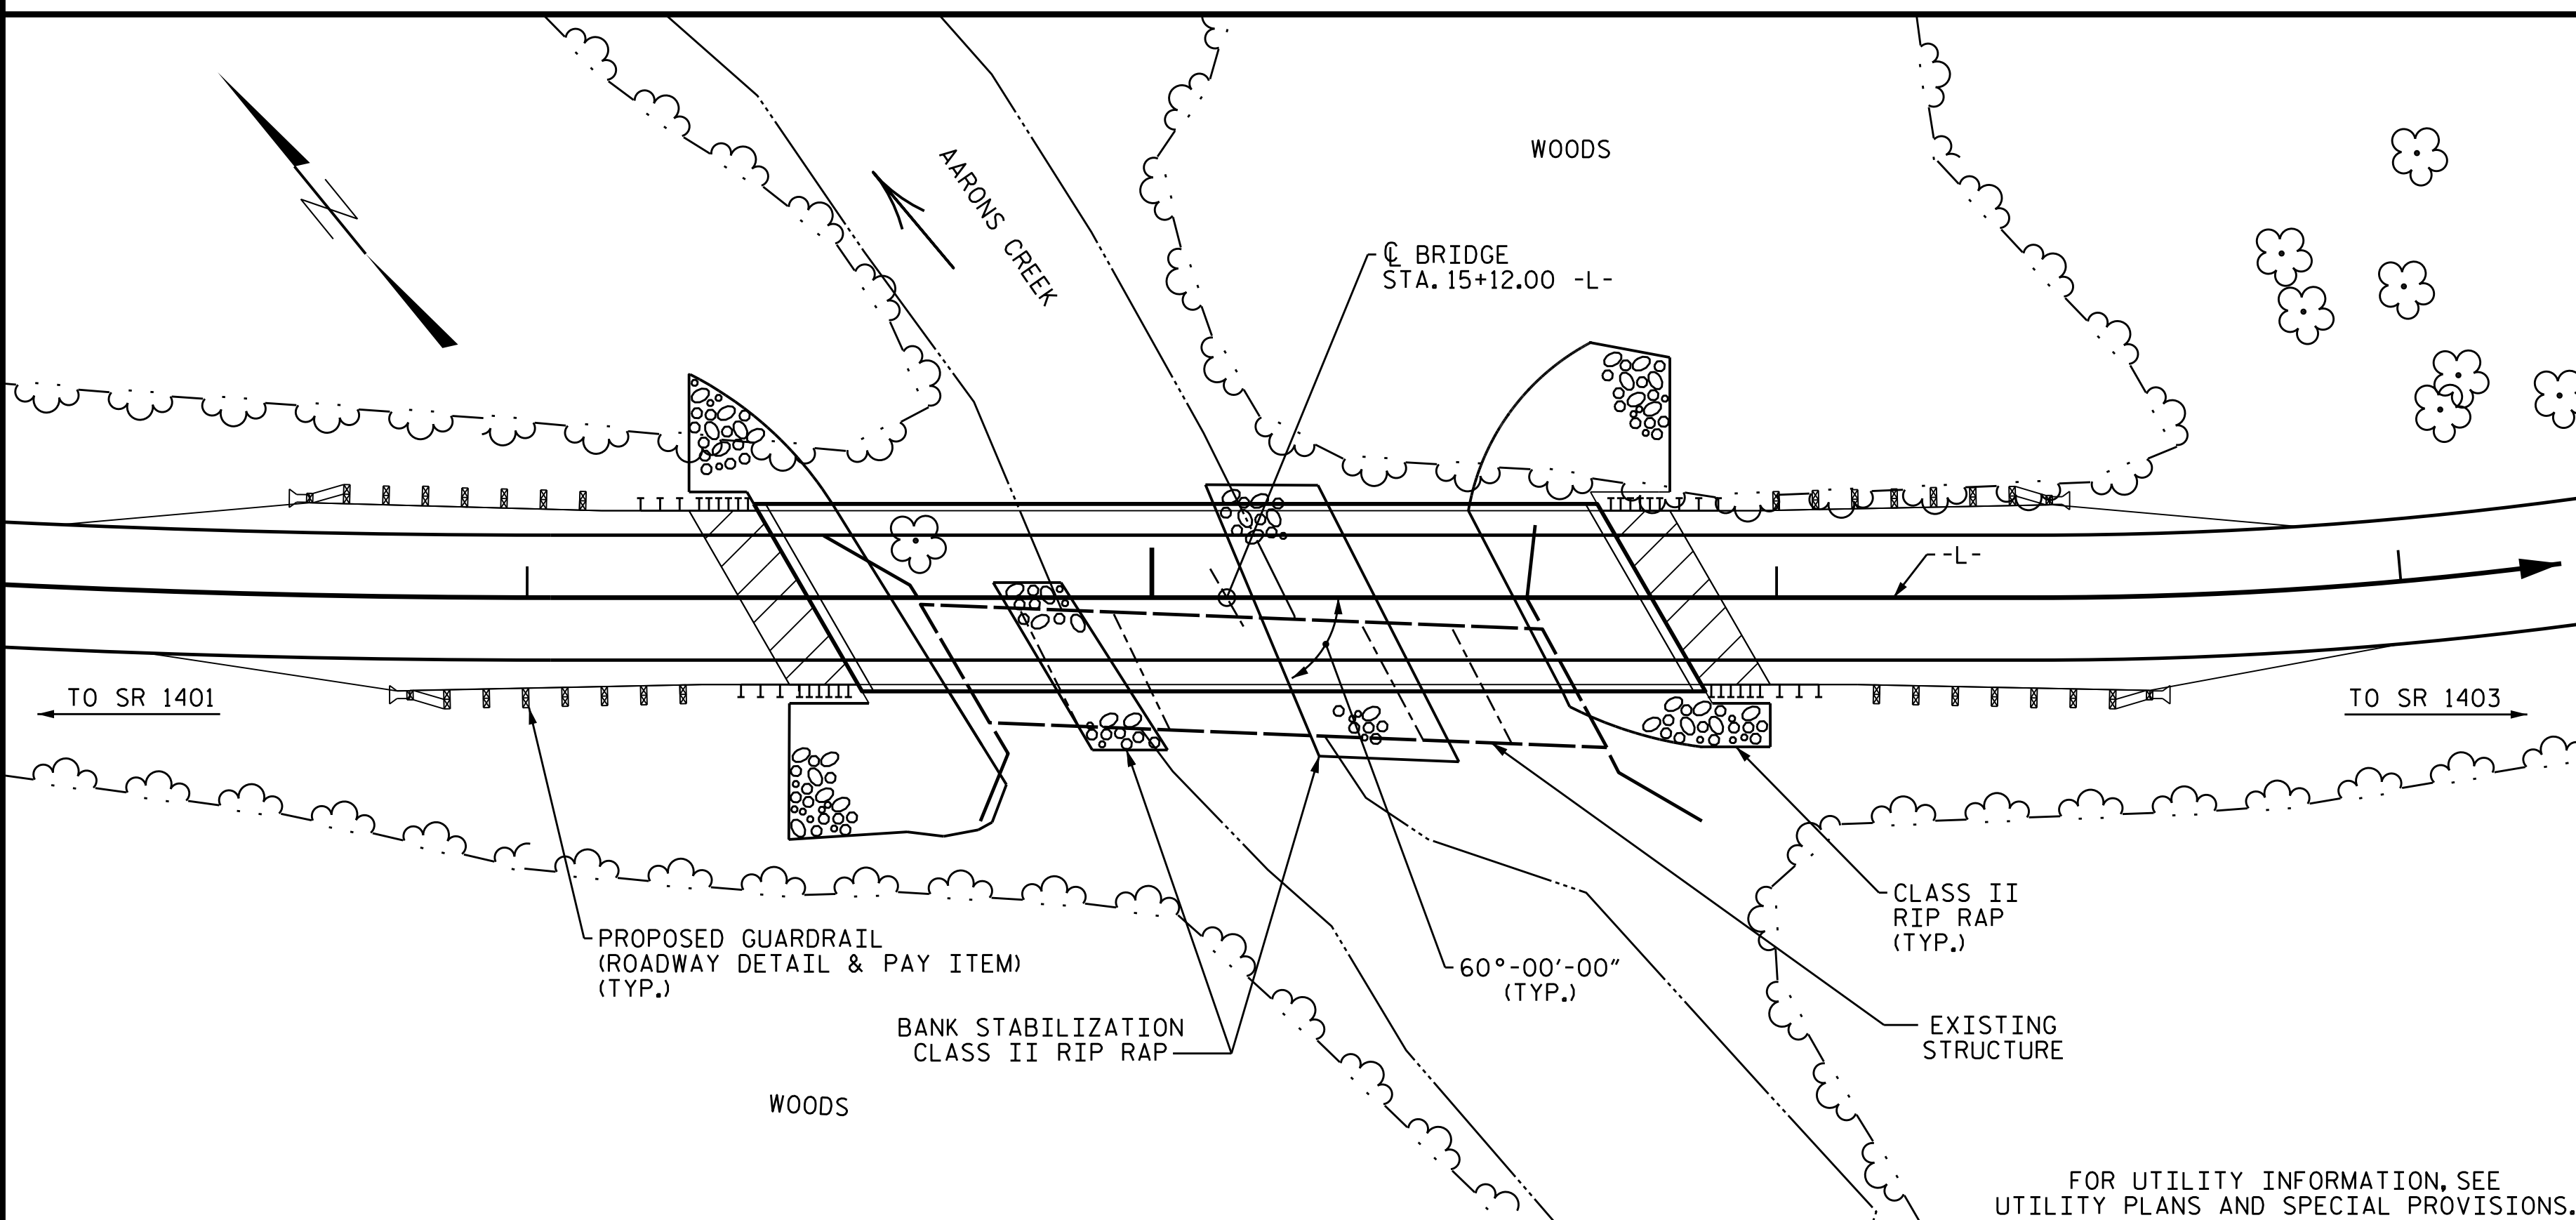 WOODS
AARONS CREEK
℄ BRIDGE
STA. 15+12.00 -L-
-L-
TO SR 1401
TO SR 1403
CLASS II
RIP RAP
(TYP.)
PROPOSED GUARDRAIL
(ROADWAY DETAIL & PAY ITEM)
(TYP.)
60°-00'-00"
(TYP.)
BANK STABILIZATION
CLASS II RIP RAP
EXISTING
STRUCTURE
WOODS
FOR UTILITY INFORMATION, SEE
UTILITY PLANS AND SPECIAL PROVISIONS.